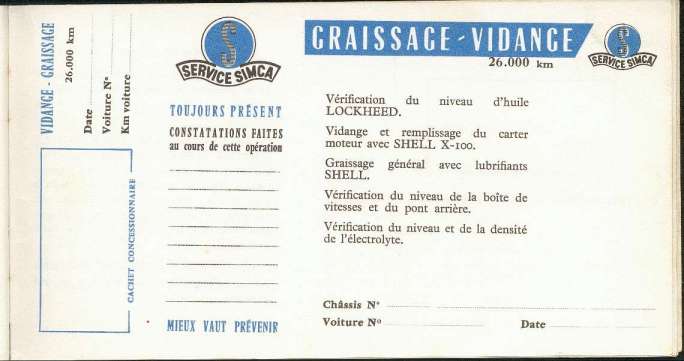 VIDANGE - GRAISSAGE
26.000 km
Date
Voiture N°
Km voiture
CACHET CONCESSIONNAIRE
S
SERVICE SIMCA
TOUJOURS PRÉSENT
CONSTATATIONS FAITES
au cours de cette opération
MIEUX VAUT PRÉVENIR
GRAISSAGE - VIDANGE
26.000 km
S
SERVICE SIMCA
Vérification du niveau d'huile
LOCKHEED.
Vidange et remplissage du carter
moteur avec SHELL X-100.
Graissage général avec lubrifiants
SHELL.
Vérification du niveau de la boîte de
vitesses et du pont arrière.
Vérification du niveau et de la densité
de l'électrolyte.
Châssis N°
Voiture N° Date